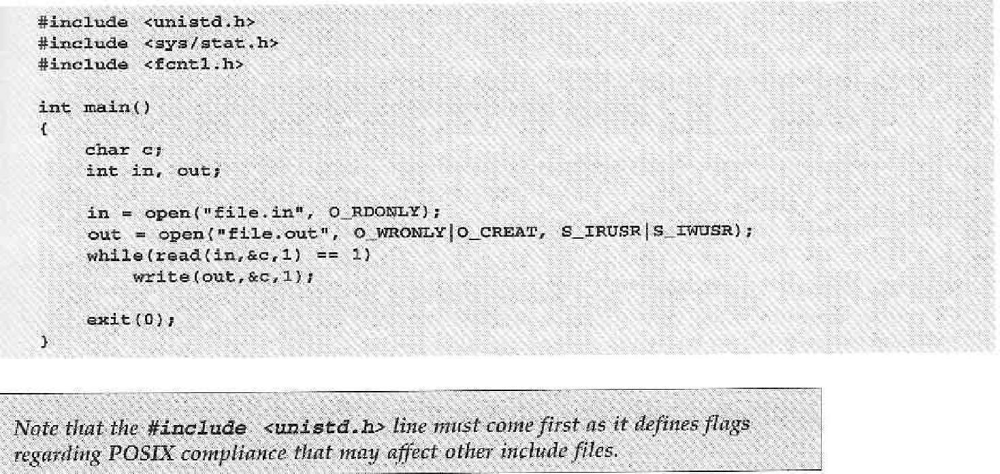 #include <unistd.h>
#include <sys/stat.h>
#include <fcntl.h>
int main()
{
char c;
int in, out;
in = open("file.in", O_RDONLY);
out = open("file.out", O_WRONLY|O_CREAT, S_IRUSR|S_IWUSR);
while(read(in,&c,1) == 1)
write(out,&c,1);
exit(0);
}
Note that the #include <unistd.h> line must come first as it defines flags
regarding POSIX compliance that may affect other include files.